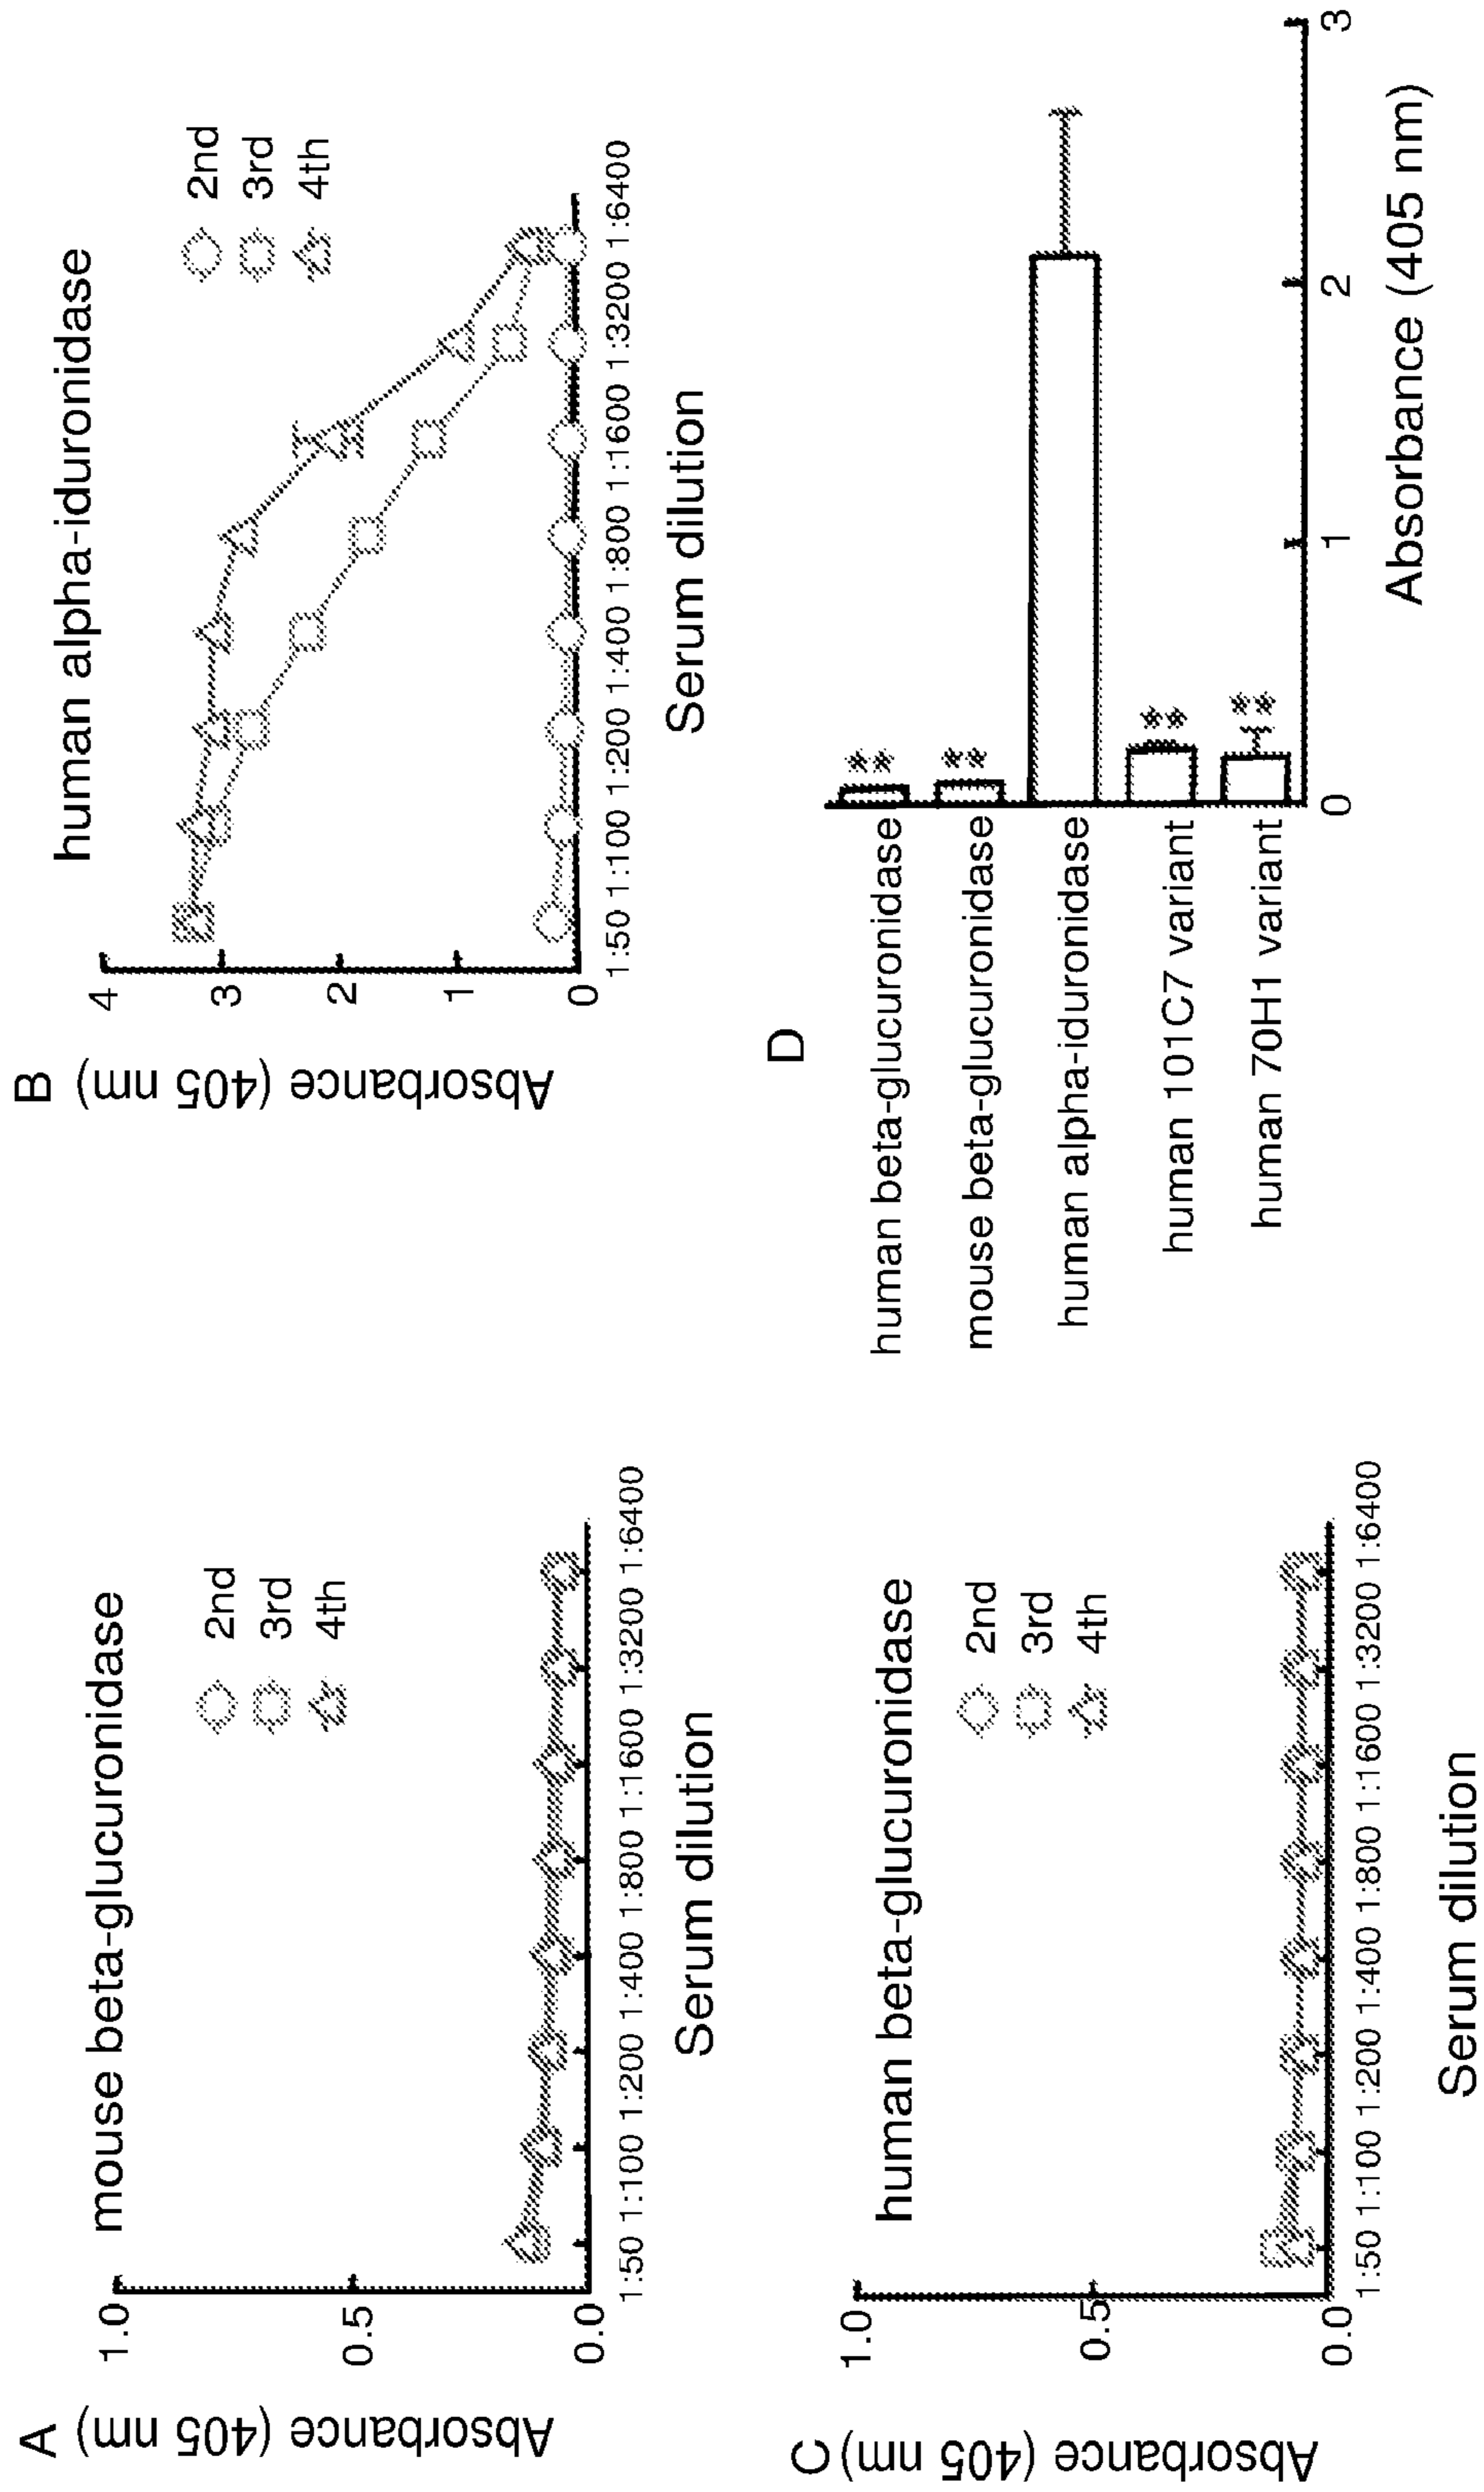 A
mouse beta-glucuronidase
Absorbance (405 nm)
1.0
0.5
0.0
2nd
3rd
4th
1:50 1:100 1:200 1:400 1:800 1:1600 1:3200 1:6400
Serum dilution
B
human alpha-iduronidase
Absorbance (405 nm)
4
3
2
1
0
2nd
3rd
4th
1:50 1:100 1:200 1:400 1:800 1:1600 1:3200 1:6400
Serum dilution
C
human beta-glucuronidase
Absorbance (405 nm)
1.0
0.5
0.0
2nd
3rd
4th
1:50 1:100 1:200 1:400 1:800 1:1600 1:3200 1:6400
Serum dilution
D
human beta-glucuronidase **
mouse beta-glucuronidase **
human alpha-iduronidase
human 101C7 variant **
human 70H1 variant **
0 1 2 3
Absorbance (405 nm)